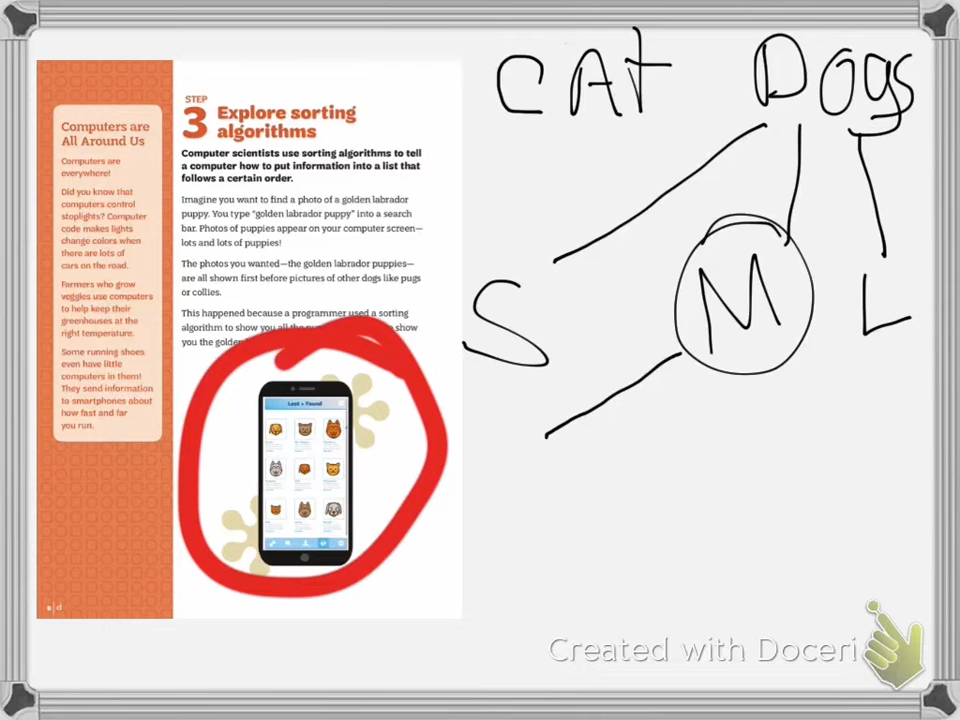 Computers are
All Around Us
Computers are
everywhere!
Did you know that
computers control
stoplights? Computer
code makes lights
change colors when
there are lots of
cars on the road.
Farmers who grow
veggies use computers
to help keep their
greenhouses at the
right temperature.
Some running shoes
even have little
computers in them!
They send information
to smartphones about
how fast and far
you run.
STEP
3 Explore sorting
algorithms
Computer scientists use sorting algorithms to tell
a computer how to put information into a list that
follows a certain order.
Imagine you want to find a photo of a golden labrador
puppy. You type “golden labrador puppy” into a search
bar. Photos of puppies appear on your computer screen—
lots and lots of puppies!
The photos you wanted—the golden labrador puppies—
are all shown first before pictures of other dogs like pugs
or collies.
This happened because a programmer used a sorting
algorithm to show you all the show
you the golden
Lost + Found
CAt Dogs
S M L
Created with Doceri